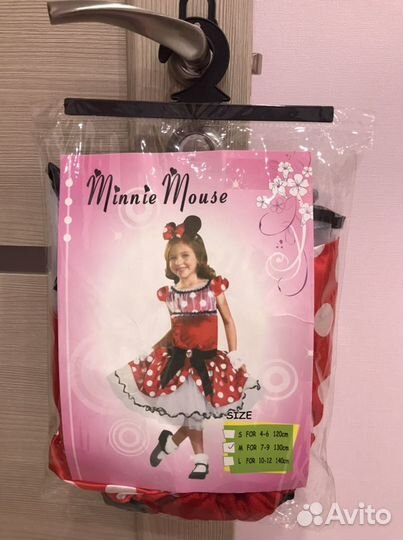 Minnie Mouse
SIZE
S FOR 4-6 120cm
M FOR 7-9 130cm
L FOR 10-12 140cm
Avito